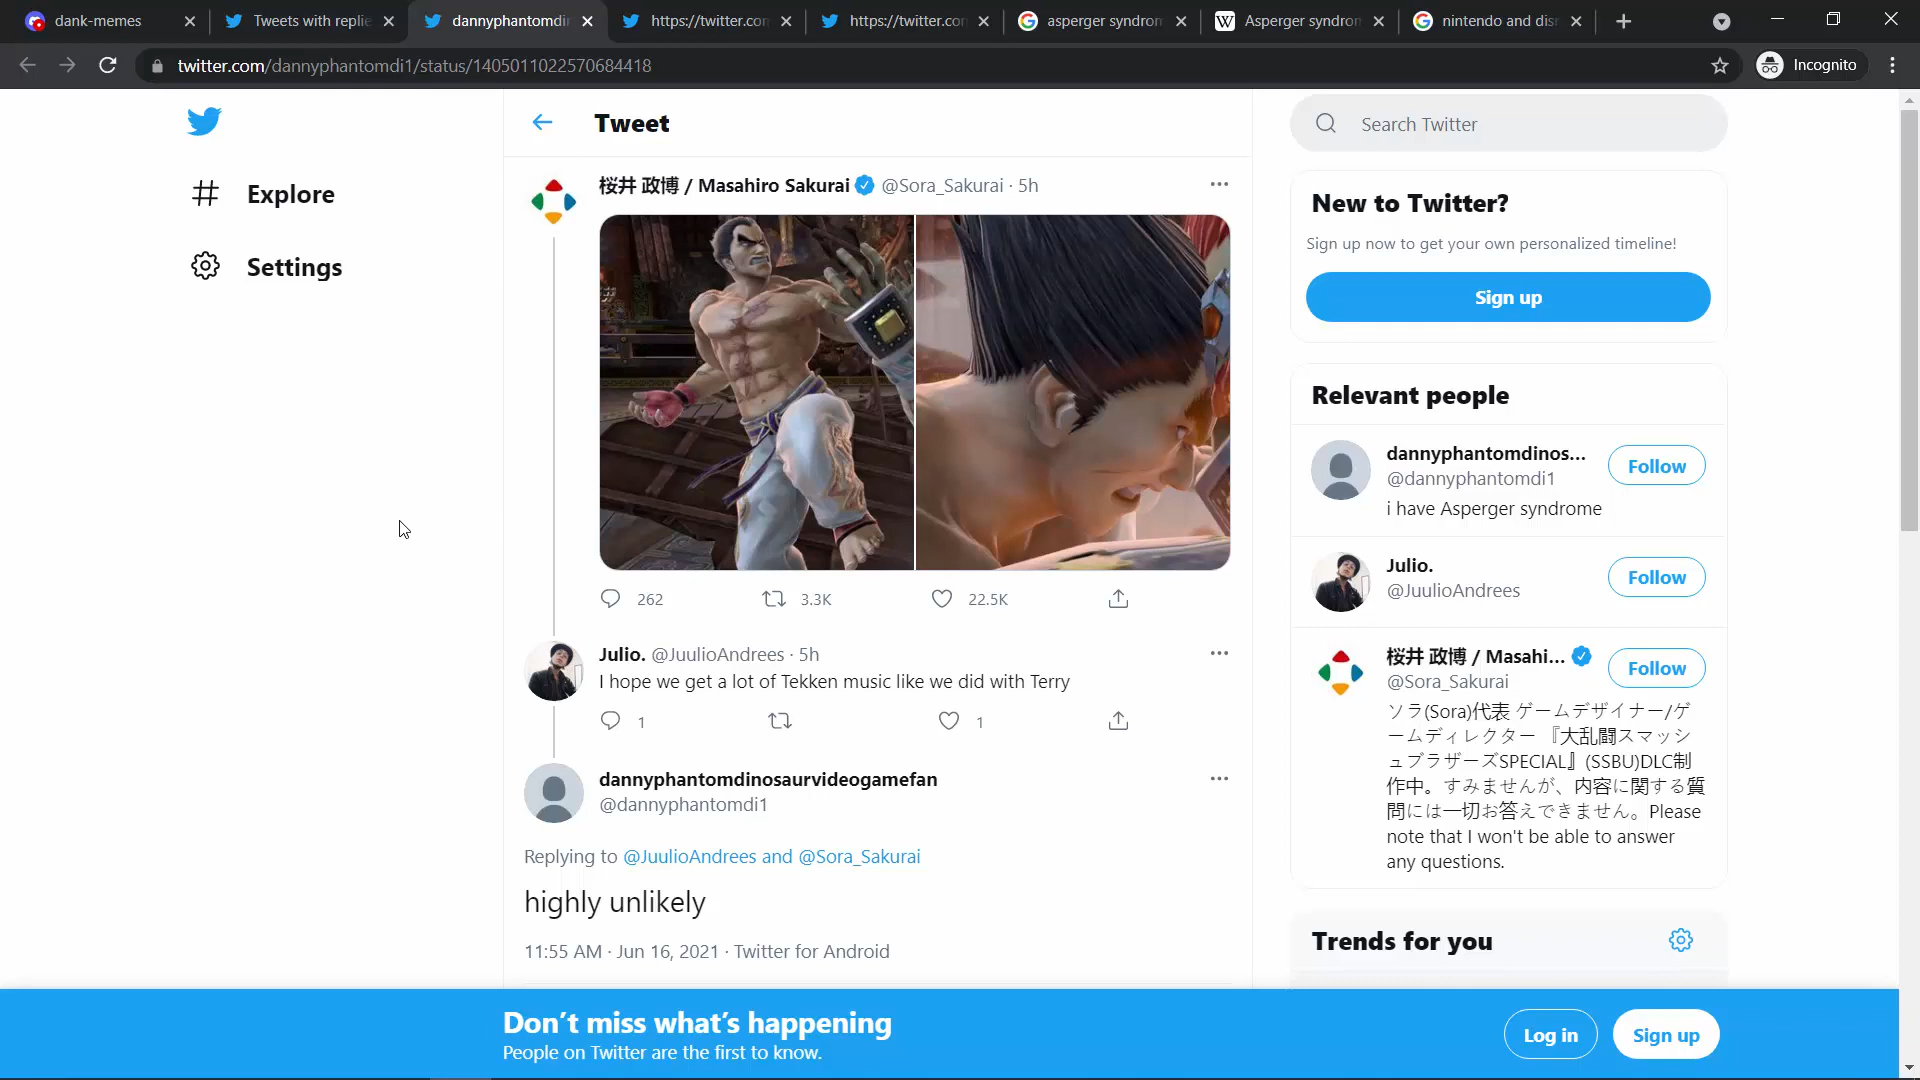 dank-memes
Tweets with replie
dannyphantomdi
https://twitter.co
https://twitter.co
asperger syndro
Asperger syndro
nintendo and di
twitter.com/dannyphantomdi1/status/1405011022570684418
Incognito
Explore
Settings
Tweet
桜井 政博 / Masahiro Sakurai @Sora_Sakurai · 5h
262
3.3K
22.5K
Julio. @JuulioAndrees · 5h
I hope we get a lot of Tekken music like we did with Terry
1
1
dannyphantomdinosaurvideogamefan
@dannyphantomdi1
Replying to @JuulioAndrees and @Sora_Sakurai
highly unlikely
11:55 AM · Jun 16, 2021 · Twitter for Android
Search Twitter
New to Twitter?
Sign up now to get your own personalized timeline!
Sign up
Relevant people
dannyphantomdinos...
@dannyphantomdi1
Follow
i have Asperger syndrome
Julio.
@JuulioAndrees
Follow
桜井 政博 / Masahi...
@Sora_Sakurai
Follow
ソラ(Sora)代表 ゲームデザイナー/ゲ
ームディレクター 『大乱闘スマッシ
ュブラザーズSPECIAL』(SSBU)DLC制
作中。すみませんが、内容に関する質
問には一切お答えできません。Please
note that I won't be able to answer
any questions.
Trends for you
Don’t miss what’s happening
People on Twitter are the first to know.
Log in
Sign up